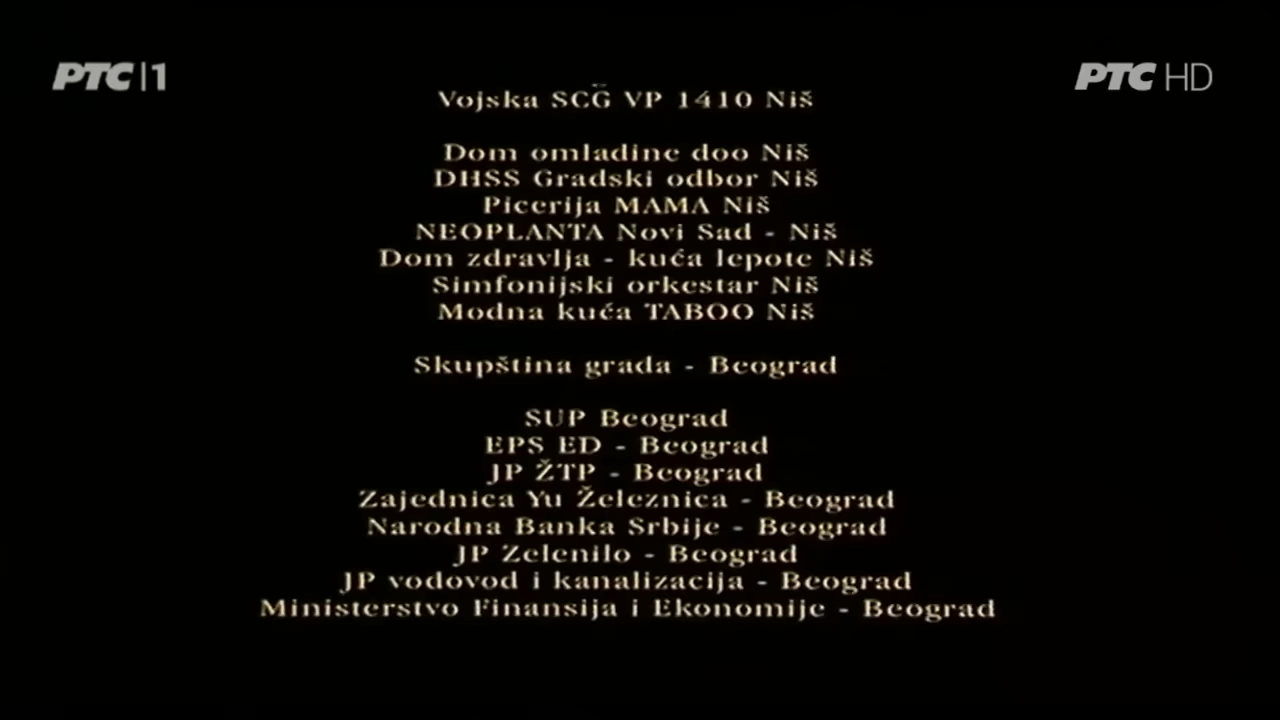 РТС|1
РТС HD
Vojska SCG VP 1410 Niš
Dom omladine doo Niš
DHSS Gradski odbor Niš
Picerija MAMA Niš
NEOPLANTA Novi Sad - Niš
Dom zdravlja - kuća lepote Niš
Simfonijski orkestar Niš
Modna kuća TABOO Niš
Skupština grada - Beograd
SUP Beograd
EPS ED - Beograd
JP ŽTP - Beograd
Zajednica Yu Železnica - Beograd
Narodna Banka Srbije - Beograd
JP Zelenilo - Beograd
JP vodovod i kanalizacija - Beograd
Ministerstvo Finansija i Ekonomije - Beograd